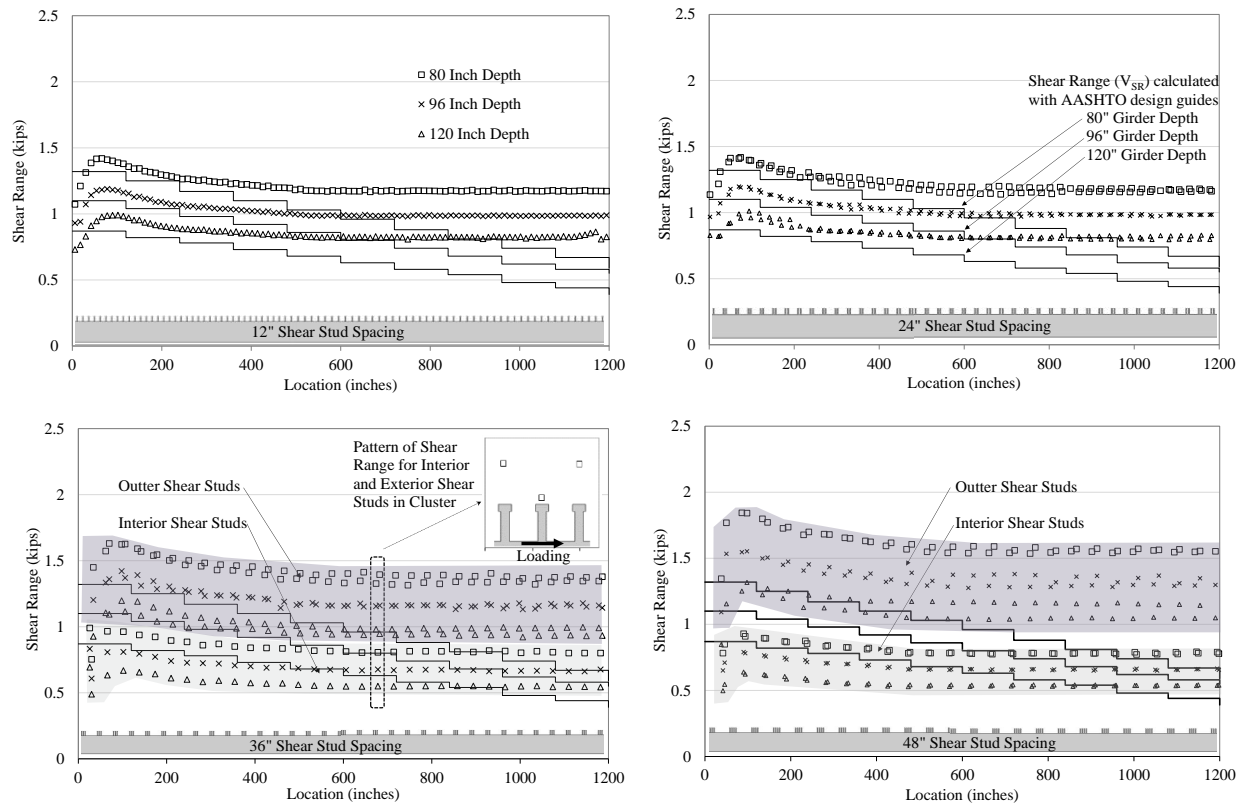 2.5
2
1.5
1
0.5
0
Shear Range (kips)
80 Inch Depth
96 Inch Depth
120 Inch Depth
12" Shear Stud Spacing
0 200 400 600 800 1000 1200
Location (inches)
2.5
2
1.5
1
0.5
0
Shear Range (kips)
Shear Range (VSR) calculated
with AASHTO design guides
80" Girder Depth
96" Girder Depth
120" Girder Depth
24" Shear Stud Spacing
0 200 400 600 800 1000 1200
Location (inches)
2.5
2
1.5
1
0.5
0
Shear Range (kips)
Pattern of Shear
Range for Interior
and Exterior Shear
Studs in Cluster
Loading
Outter Shear Studs
Interior Shear Studs
36" Shear Stud Spacing
0 200 400 600 800 1000 1200
Location (inches)
2.5
2
1.5
1
0.5
0
Shear Range (kips)
Outter Shear Studs
Interior Shear Studs
48" Shear Stud Spacing
0 200 400 600 800 1000 1200
Location (inches)